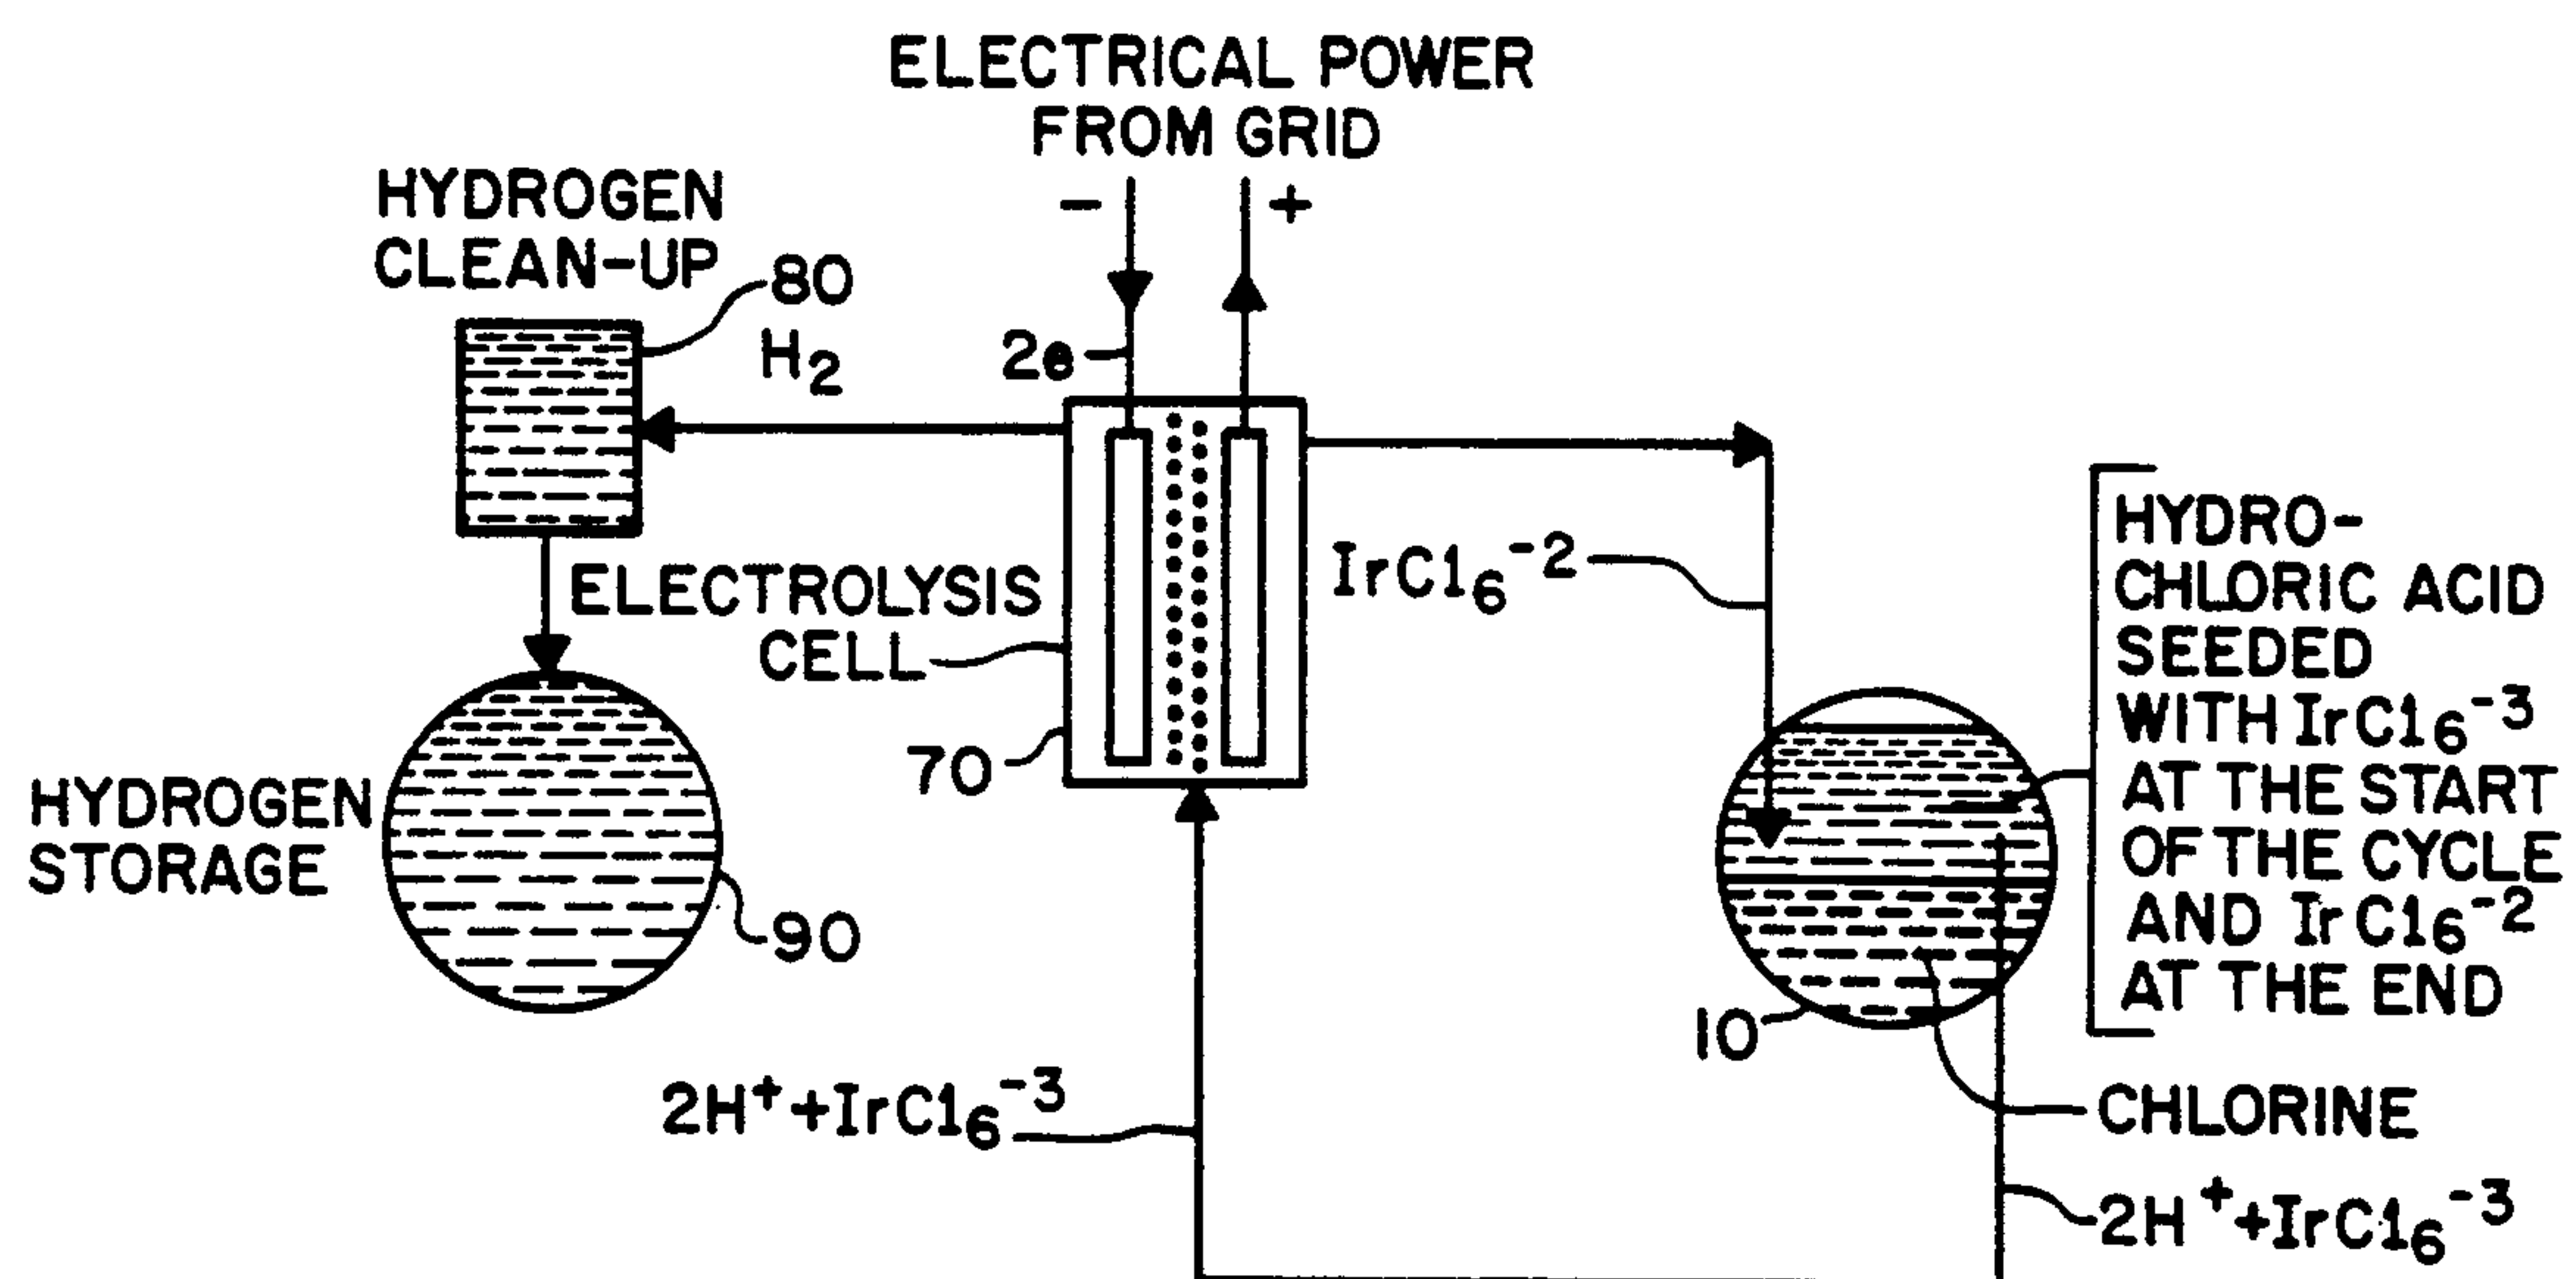 ELECTRICAL POWER
FROM GRID
- +
HYDROGEN
CLEAN-UP
80
H2
2e
ELECTROLYSIS
CELL
70
IrCl6-2
HYDRO-
CHLORIC ACID
SEEDED
WITH IrCl6-3
AT THE START
OF THE CYCLE
AND IrCl6-2
AT THE END
HYDROGEN
STORAGE
90
10
2H++IrCl6-3
CHLORINE
2H++IrCl6-3